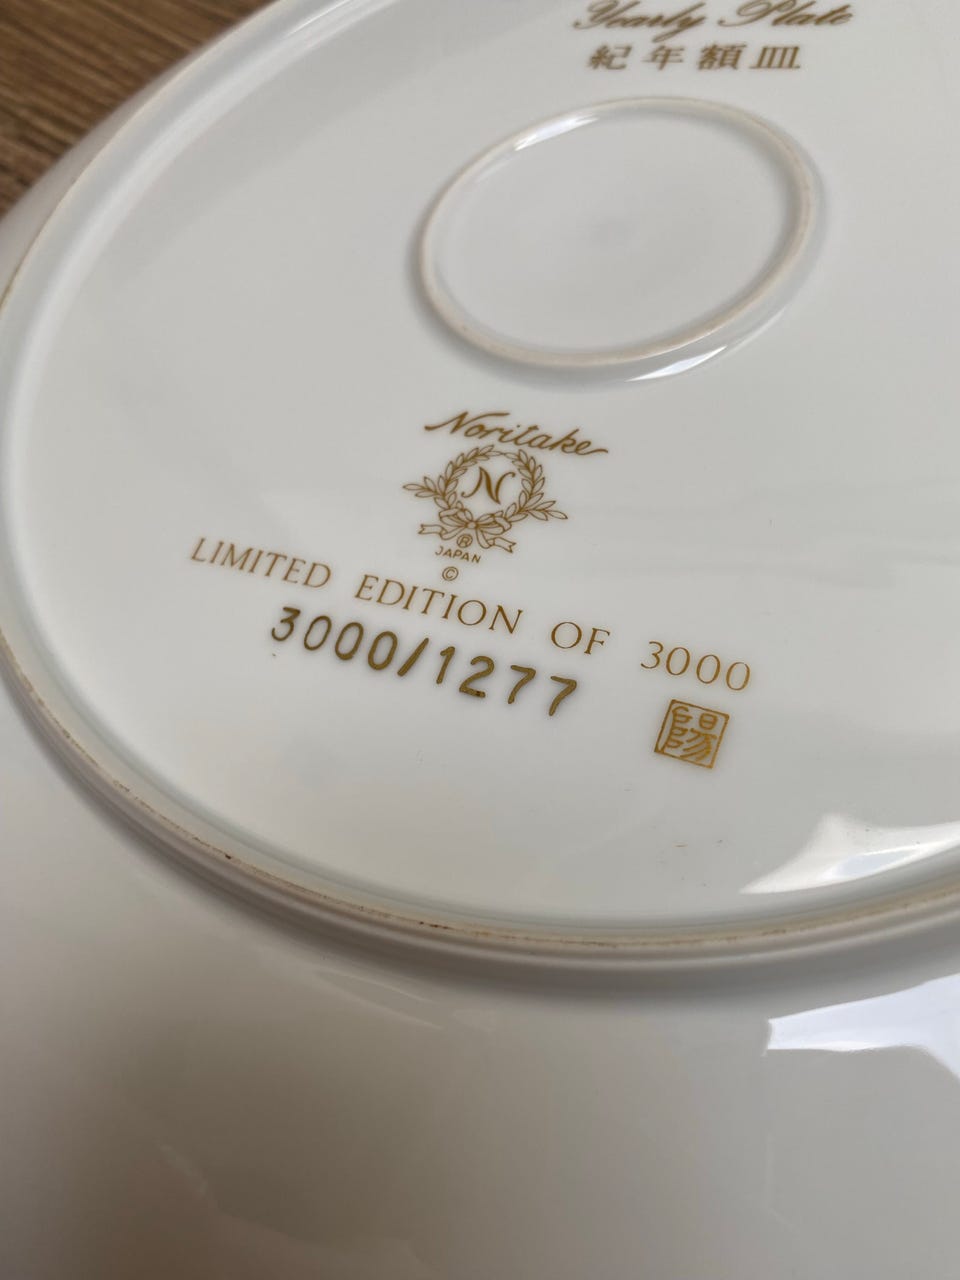 Yearly Plate
紀年額皿
Noritake
N
®
JAPAN
©
LIMITED EDITION OF 3000
3000/1277
陽